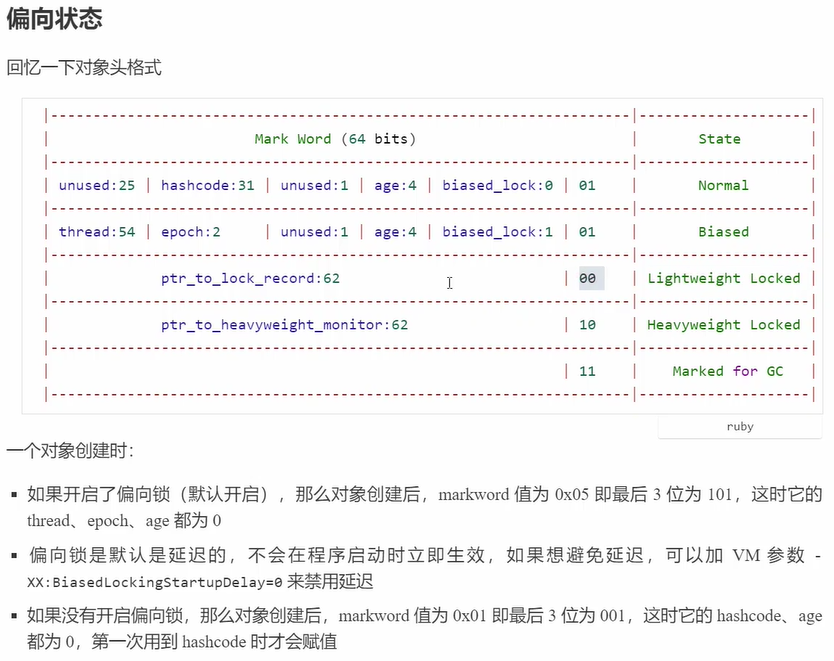 偏向状态
回忆一下对象头格式
|--------------------------------------------------------------------|--------------------|
| Mark Word (64 bits) | State |
|--------------------------------------------------------------------|--------------------|
| unused:25 | hashcode:31 | unused:1 | age:4 | biased_lock:0 | 01 | Normal |
|--------------------------------------------------------------------|--------------------|
| thread:54 | epoch:2 | unused:1 | age:4 | biased_lock:1 | 01 | Biased |
|--------------------------------------------------------------------|--------------------|
| ptr_to_lock_record:62 | 00 | Lightweight Locked |
|--------------------------------------------------------------------|--------------------|
| ptr_to_heavyweight_monitor:62 | 10 | Heavyweight Locked |
|--------------------------------------------------------------------|--------------------|
| | 11 | Marked for GC |
|--------------------------------------------------------------------|--------------------|
ruby
一个对象创建时：
▪ 如果开启了偏向锁（默认开启），那么对象创建后，markword 值为 0x05 即最后 3 位为 101，这时它的
thread、epoch、age 都为 0
▪ 偏向锁是默认是延迟的，不会在程序启动时立即生效，如果想避免延迟，可以加 VM 参数 -
XX:BiasedLockingStartupDelay=0 来禁用延迟
▪ 如果没有开启偏向锁，那么对象创建后，markword 值为 0x01 即最后 3 位为 001，这时它的 hashcode、age
都为 0，第一次用到 hashcode 时才会赋值